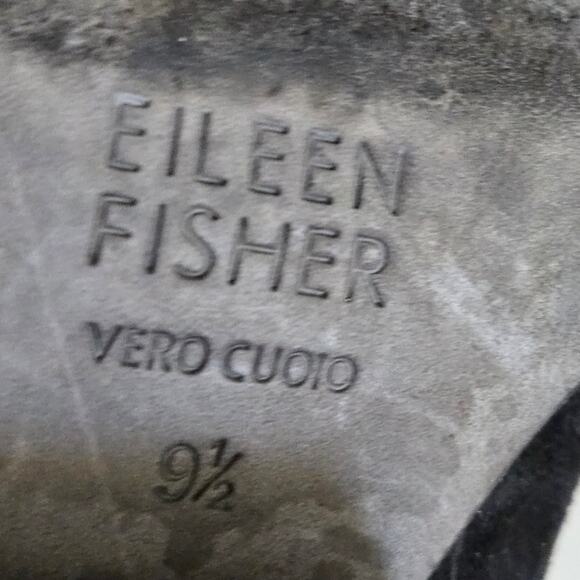 EILEEN
FISHER
VERO CUOIO
9½